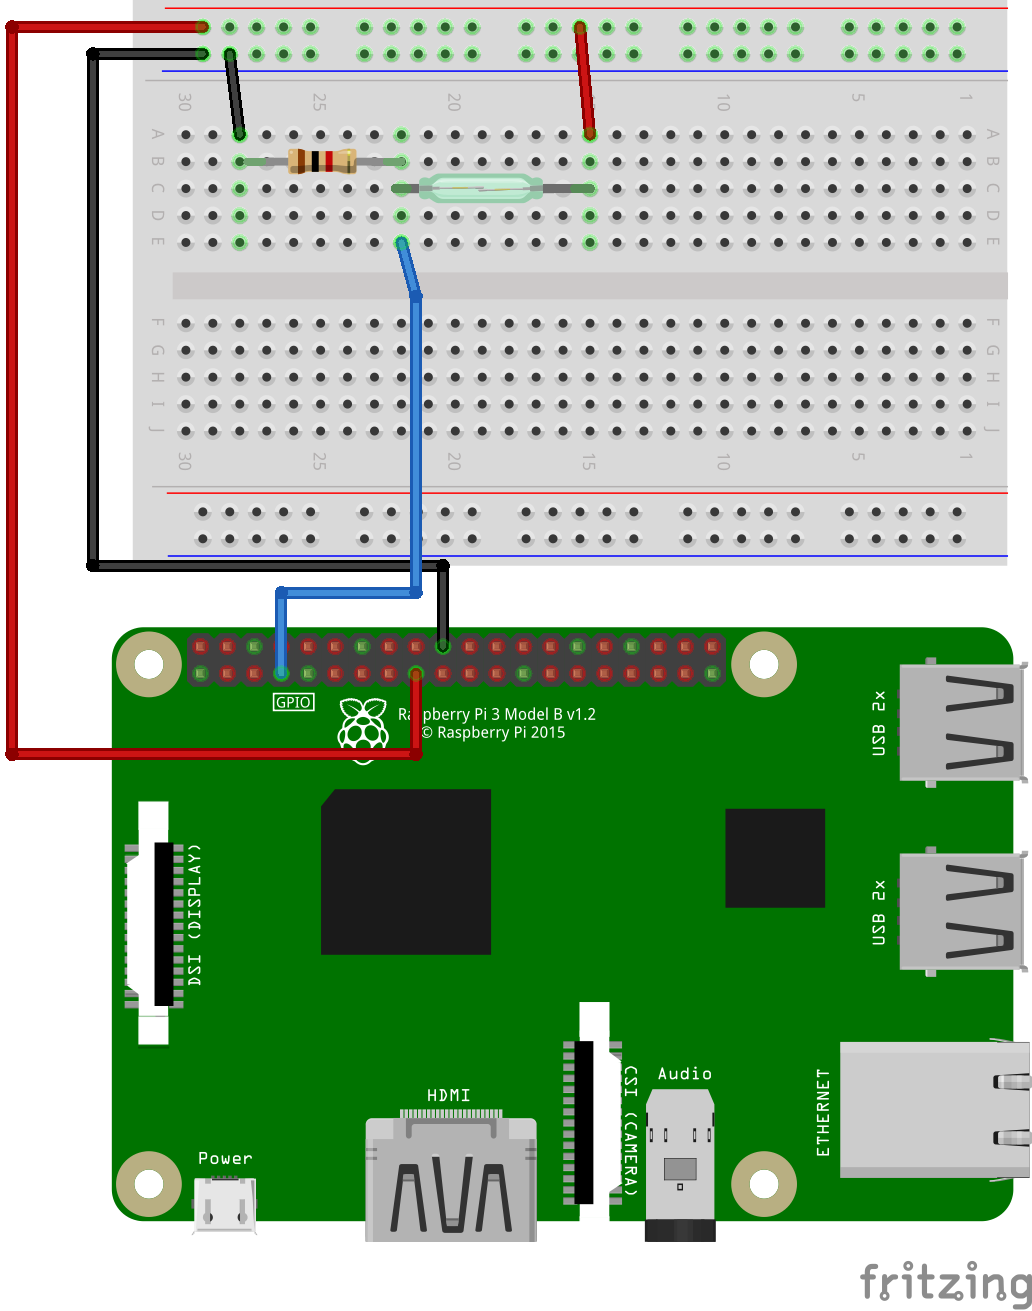 30 25 20 10 5 1
A A
B B
C C
D D
E E
F F
G G
H H
I I
J J
30 25 20 15 10 5 1
GPIO
Raspberry Pi 3 Model B v1.2
© Raspberry Pi 2015
USB 2x
DSI (DISPLAY)
USB 2x
CSI (CAMERA)
Audio
ETHERNET
HDMI
Power
fritzing